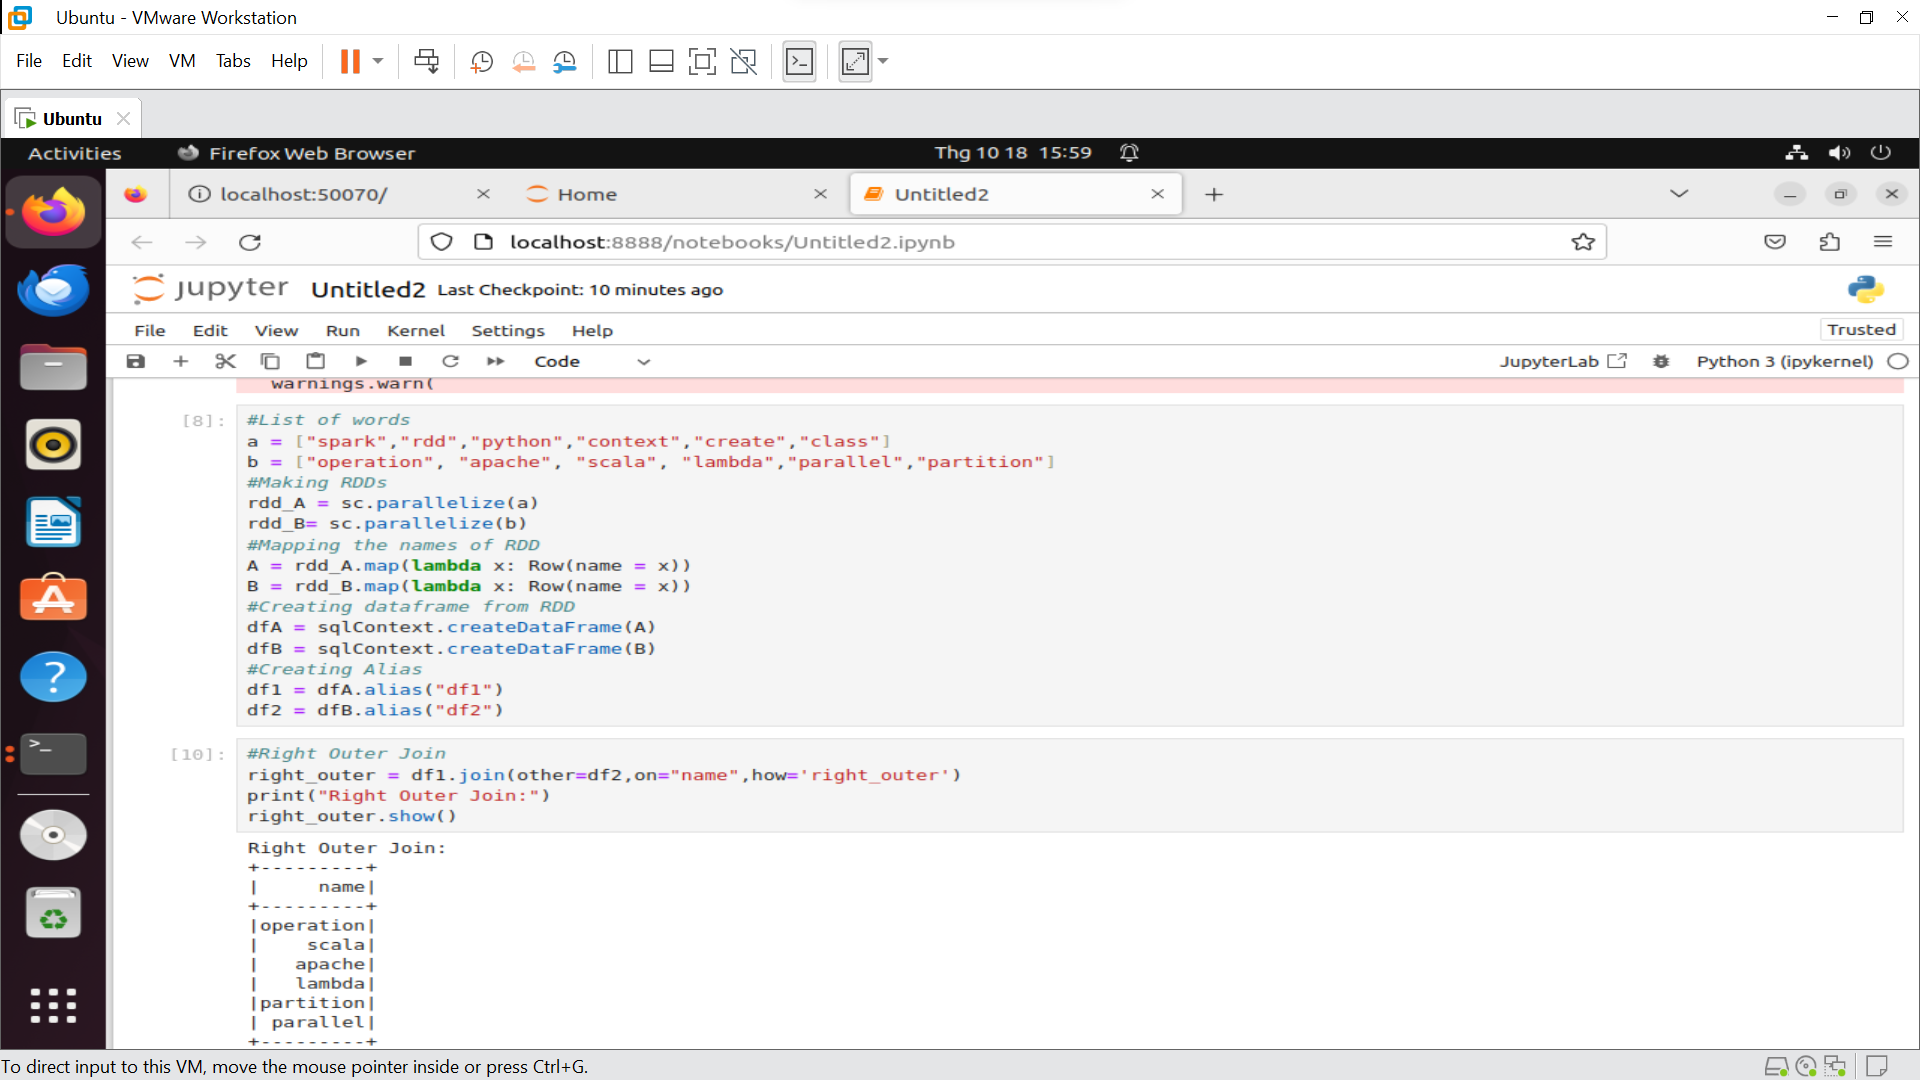 Ubuntu - VMware Workstation
File Edit View VM Tabs Help
Ubuntu
Activities Firefox Web Browser Thg 10 18 15:59
localhost:50070/ Home Untitled2
localhost:8888/notebooks/Untitled2.ipynb
jupyter Untitled2 Last Checkpoint: 10 minutes ago
File Edit View Run Kernel Settings Help Trusted
Code JupyterLab Python 3 (ipykernel)
warnings.warn(
[8]: #List of words
a = ["spark","rdd","python","context","create","class"]
b = ["operation", "apache", "scala", "lambda","parallel","partition"]
#Making RDDs
rdd_A = sc.parallelize(a)
rdd_B= sc.parallelize(b)
#Mapping the names of RDD
A = rdd_A.map(lambda x: Row(name = x))
B = rdd_B.map(lambda x: Row(name = x))
#Creating dataframe from RDD
dfA = sqlContext.createDataFrame(A)
dfB = sqlContext.createDataFrame(B)
#Creating Alias
df1 = dfA.alias("df1")
df2 = dfB.alias("df2")
[10]: #Right Outer Join
right_outer = df1.join(other=df2,on="name",how='right_outer')
print("Right Outer Join:")
right_outer.show()
Right Outer Join:
+---------+
|     name|
+---------+
|operation|
|    scala|
|   apache|
|   lambda|
|partition|
| parallel|
+---------+
To direct input to this VM, move the mouse pointer inside or press Ctrl+G.